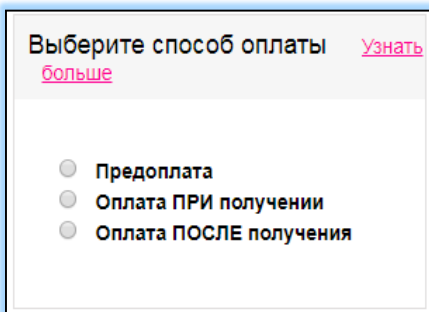 Выберите способ оплаты Узнать
больше
Предоплата
Оплата ПРИ получении
Оплата ПОСЛЕ получения